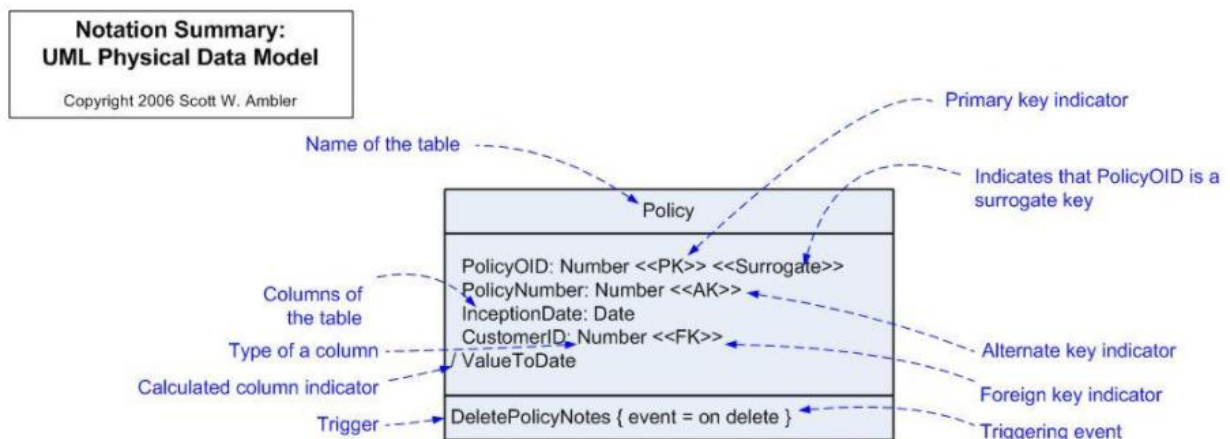 Notation Summary:
UML Physical Data Model
Copyright 2006 Scott W. Ambler
Primary key indicator
Name of the table
Indicates that PolicyOID is a
surrogate key
Policy
PolicyOID: Number <<PK>> <<Surrogate>>
PolicyNumber: Number <<AK>>
InceptionDate: Date
CustomerID: Number <<FK>>
/ ValueToDate
Columns of
the table
Type of a column
Calculated column indicator
Alternate key indicator
Foreign key indicator
Trigger
DeletePolicyNotes { event = on delete }
Triggering event